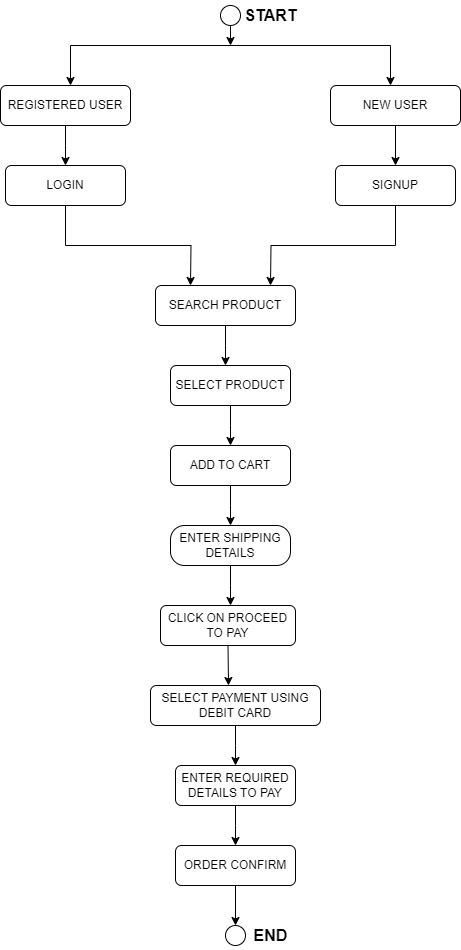 START
REGISTERED USER
NEW USER
LOGIN
SIGNUP
SEARCH PRODUCT
SELECT PRODUCT
ADD TO CART
ENTER SHIPPING
DETAILS
CLICK ON PROCEED
TO PAY
SELECT PAYMENT USING
DEBIT CARD
ENTER REQUIRED
DETAILS TO PAY
ORDER CONFIRM
END